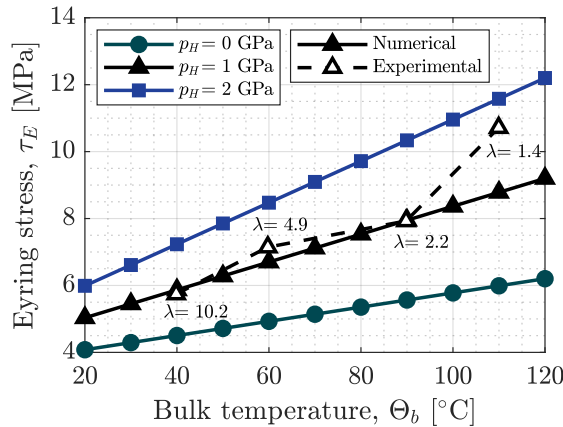 Eyring stress, τ_E [MPa]
14
12
10
8
6
4
p_H = 0 GPa
p_H = 1 GPa
p_H = 2 GPa
Numerical
Experimental
λ= 1.4
λ= 4.9
λ= 2.2
λ= 10.2
20 40 60 80 100 120
Bulk temperature, Θ_b [°C]